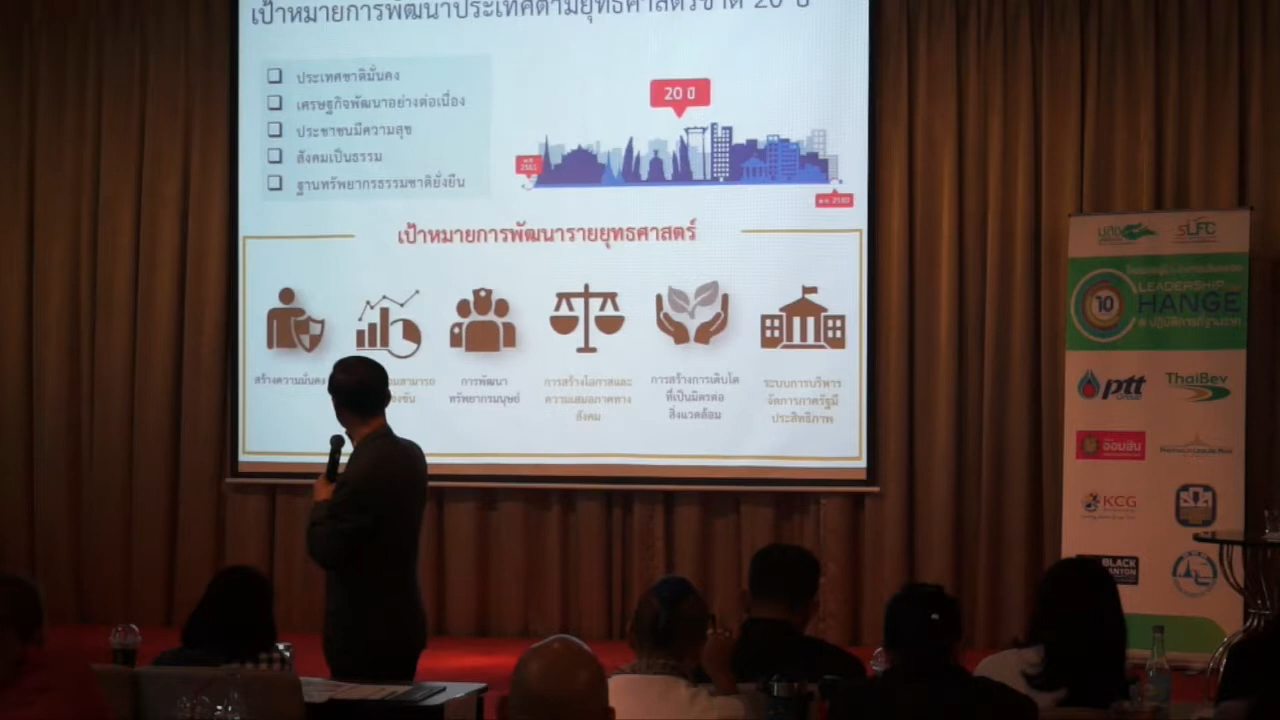 เป้าหมายการพัฒนาประเทศตามยุทธศาสตร์ชาติ 20 ปี
ประเทศชาติมั่นคง
เศรษฐกิจพัฒนาอย่างต่อเนื่อง
ประชาชนมีความสุข
สังคมเป็นธรรม
ฐานทรัพยากรธรรมชาติยั่งยืน
20 ปี
พ.ศ.
2561
พ.ศ. 2580
เป้าหมายการพัฒนารายยุทธศาสตร์
สร้างความมั่นคง
การพัฒนา
ทรัพยากรมนุษย์
การสร้างโอกาสและ
ความเสมอภาคทาง
สังคม
การสร้างการเติบโต
ที่เป็นมิตรต่อ
สิ่งแวดล้อม
ระบบการบริหาร
จัดการภาครัฐมี
ประสิทธิภาพ
SLFC
LEADERSHIP
10
HANGE
ptt
ThaiBev
ออมสิน
KCG
BLACK